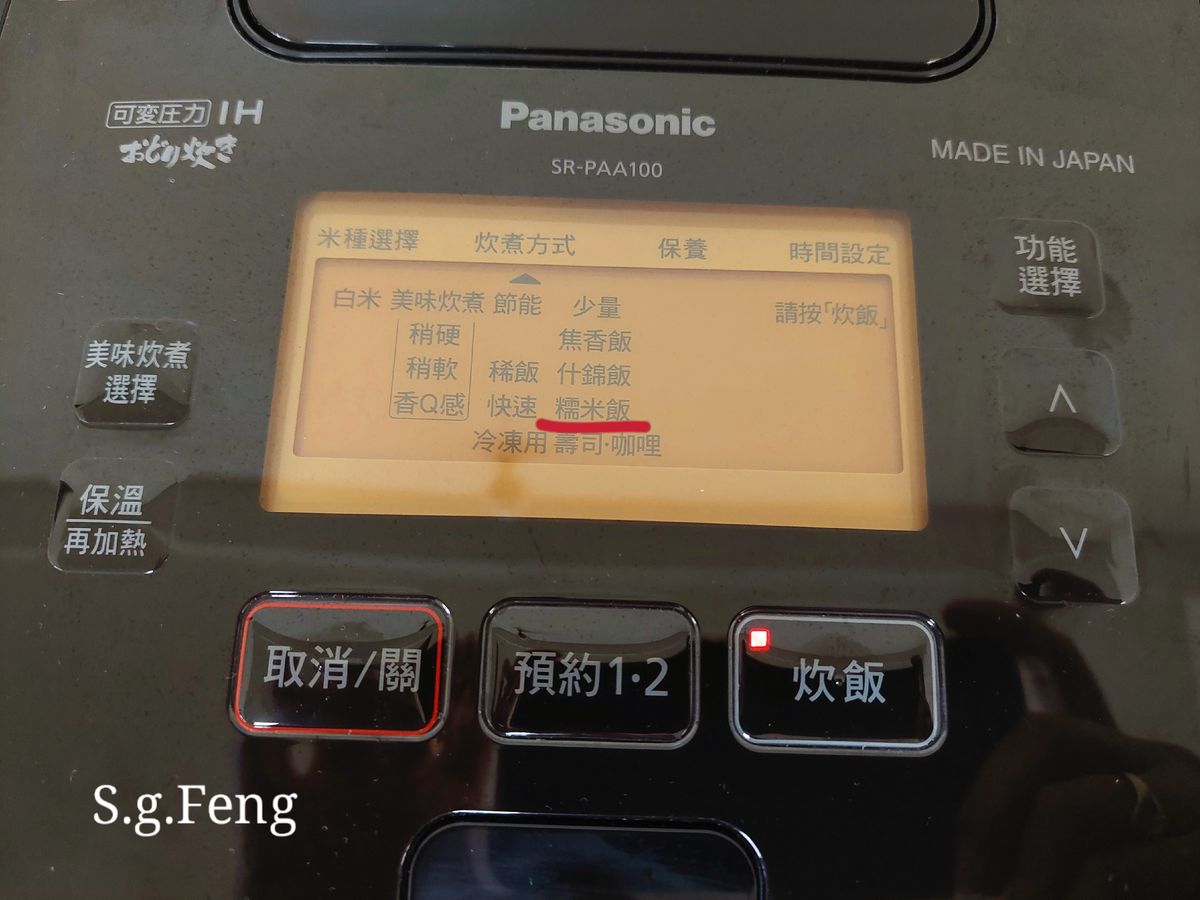 可変圧力 IH
おどり炊き
Panasonic
SR-PAA100
MADE IN JAPAN
米種選擇 炊煮方式 保養 時間設定
白米 美味炊煮 節能 少量 請按「炊飯」
稍硬 焦香飯
稍軟 稀飯 什錦飯
香Q感 快速 糯米飯
冷凍用 壽司·咖哩
美味炊煮
選擇
保溫
再加熱
功能
選擇
∧
∨
取消/關
預約1·2
炊飯
S.g.Feng